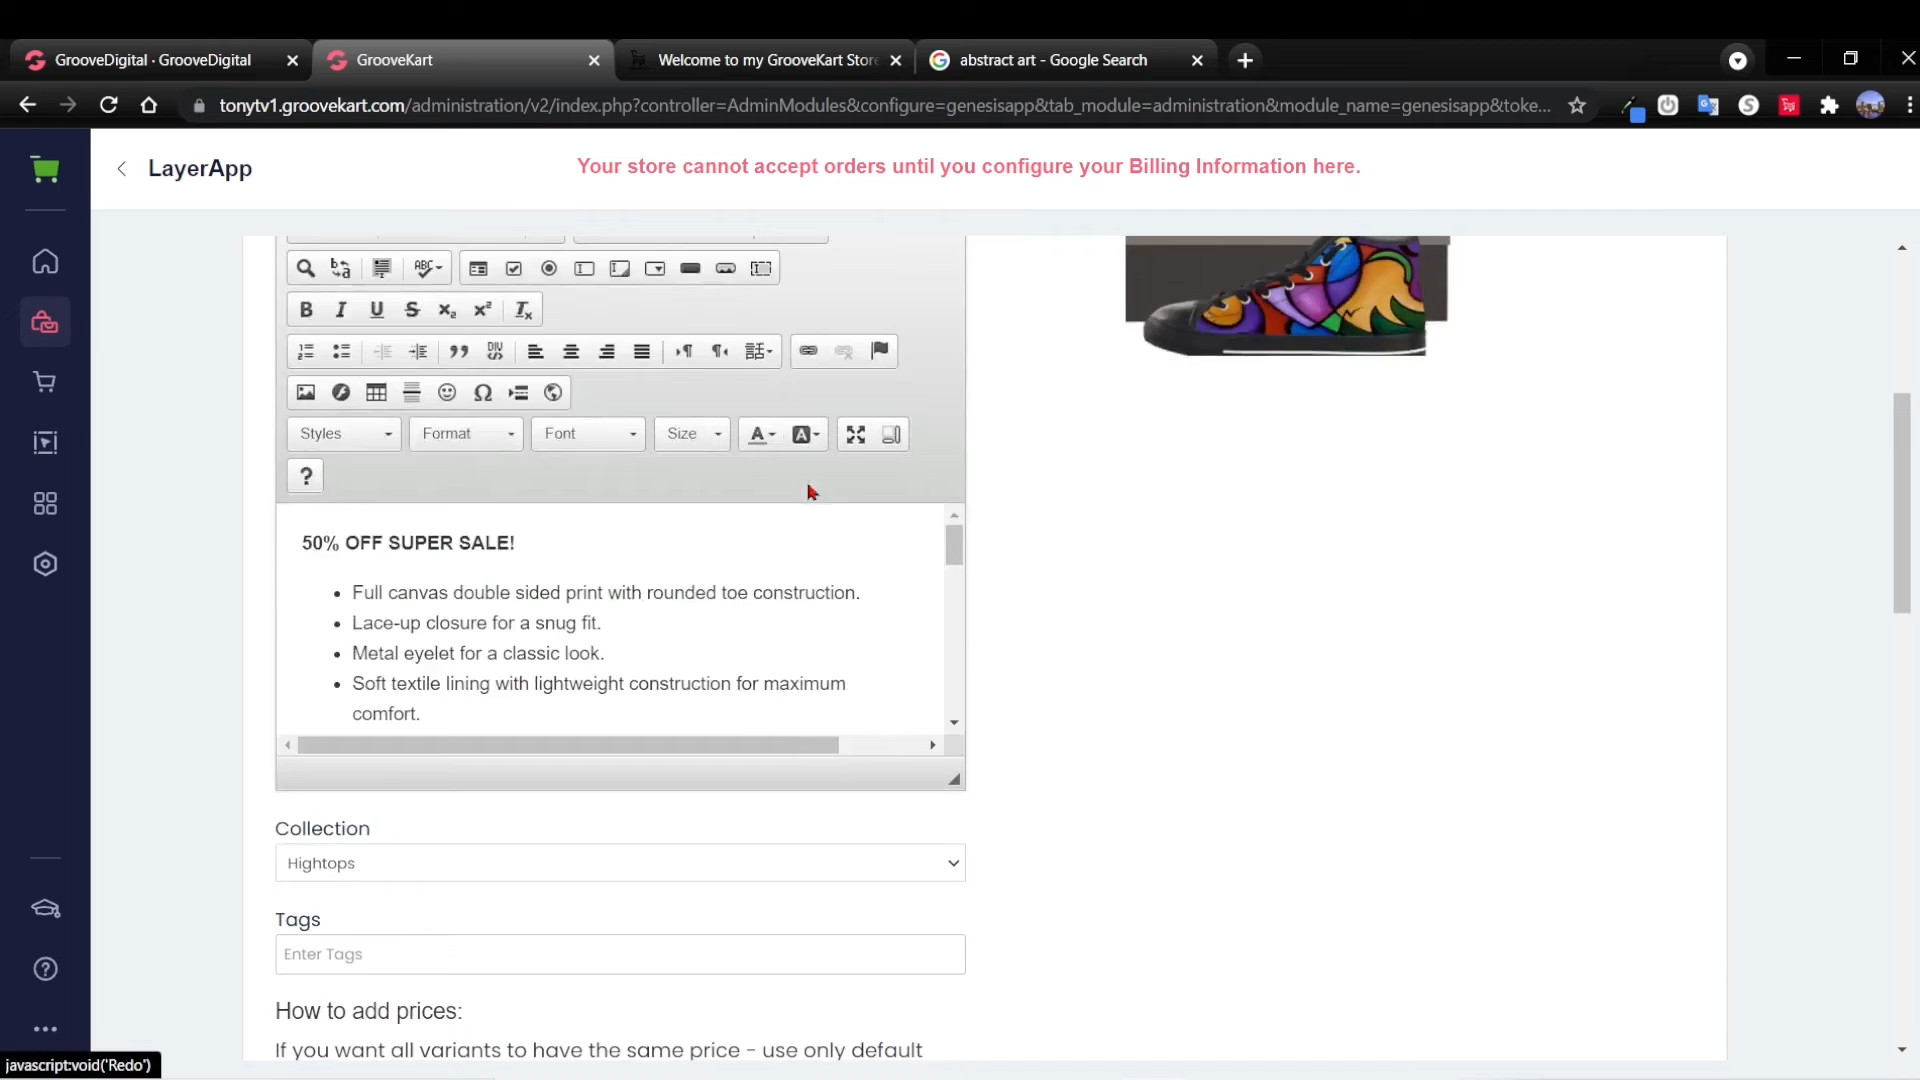 GrooveDigital · GrooveDigital
GrooveKart
Welcome to my GrooveKart Store
abstract art - Google Search
tonytv1.groovekart.com/administration/v2/index.php?controller=AdminModules&configure=genesisapp&tab_module=administration&module_name=genesisapp&toke...
LayerApp
Your store cannot accept orders until you configure your Billing Information here.
Styles
Format
Font
Size
50% OFF SUPER SALE!
Full canvas double sided print with rounded toe construction.
Lace-up closure for a snug fit.
Metal eyelet for a classic look.
Soft textile lining with lightweight construction for maximum
comfort.
Collection
Hightops
Tags
Enter Tags
How to add prices:
If you want all variants to have the same price - use only default
javascript:void('Redo')